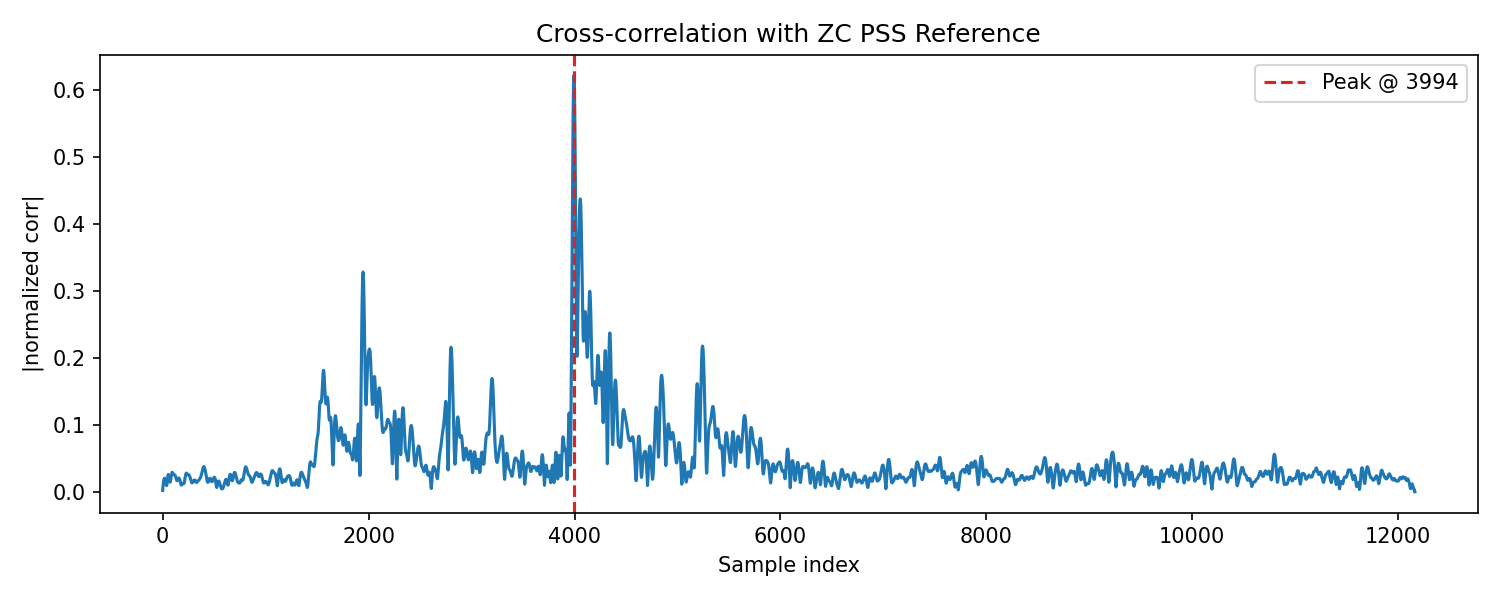 Cross-correlation with ZC PSS Reference
Peak @ 3994
|normalized corr|
0.6
0.5
0.4
0.3
0.2
0.1
0.0
0 2000 4000 6000 8000 10000 12000
Sample index